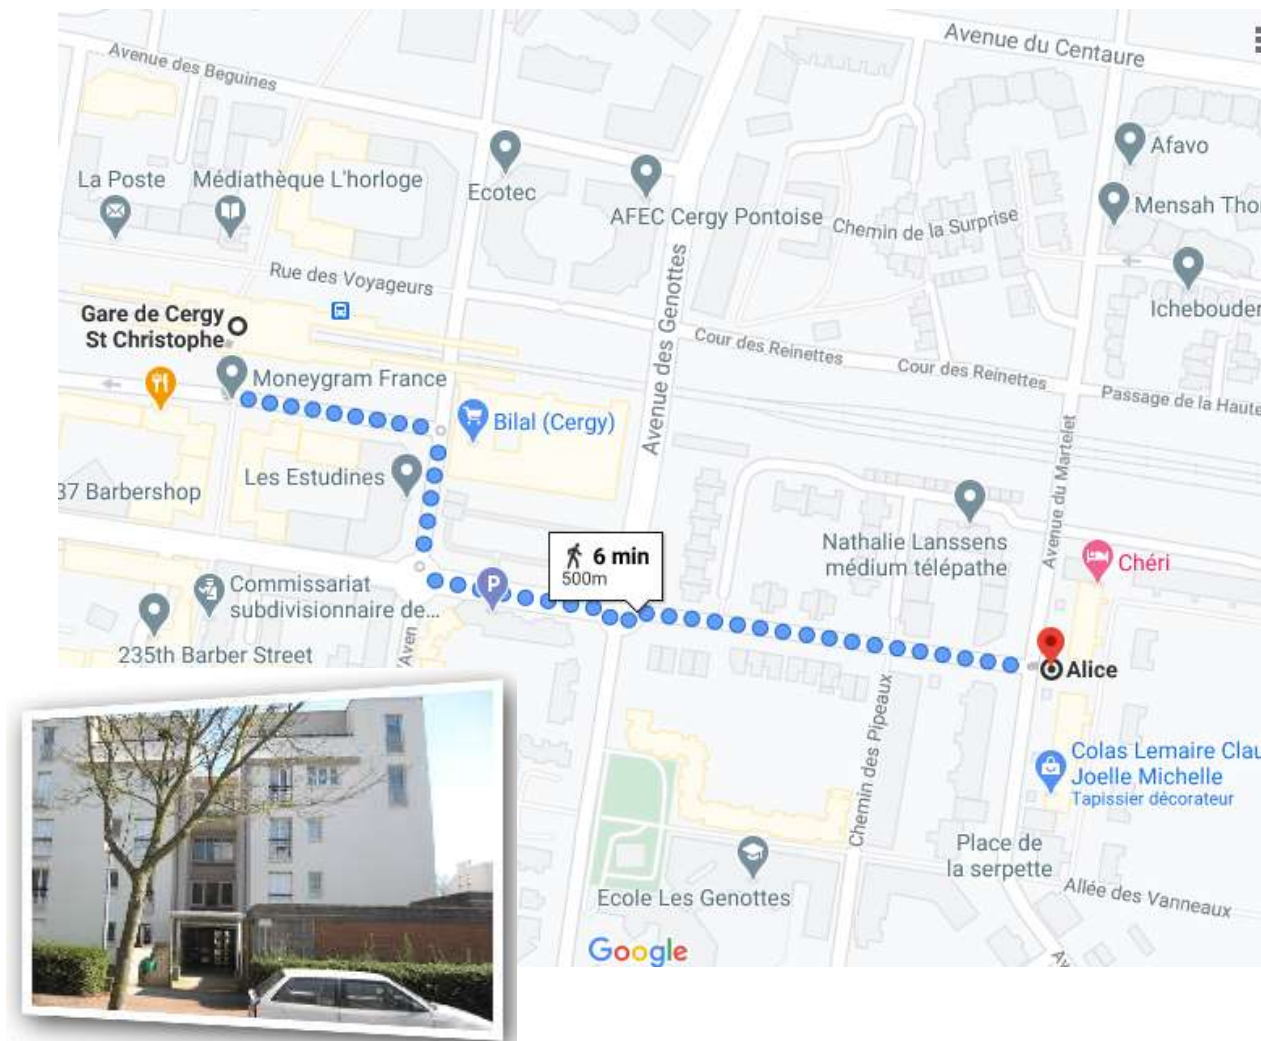 Avenue du Centaure
Avenue des Beguines
Afavo
La Poste
Médiathèque L'horloge
Ecotec
AFEC Cergy Pontoise
Chemin de la Surprise
Mensah Thor
Rue des Voyageurs
Avenue des Genottes
Ichebouden
Gare de Cergy
St Christophe
Cour des Reinettes
Cour des Reinettes
Passage de la Haute
Moneygram France
Bilal (Cergy)
Avenue du Martelet
Les Estudines
37 Barbershop
6 min
500m
Nathalie Lanssens
médium télépathe
Chéri
P
Commissariat
subdivisionnaire de...
235th Barber Street
Aven
Alice
Chemin des Pipeaux
Colas Lemaire Clau
Joelle Michelle
Tapissier décorateur
Place de
la serpette
Ecole Les Genottes
Allée des Vanneaux
Google